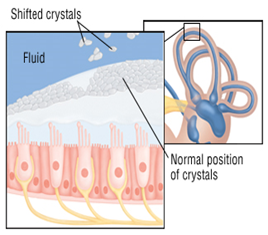 Shifted crystals
Fluid
Normal position
of crystals